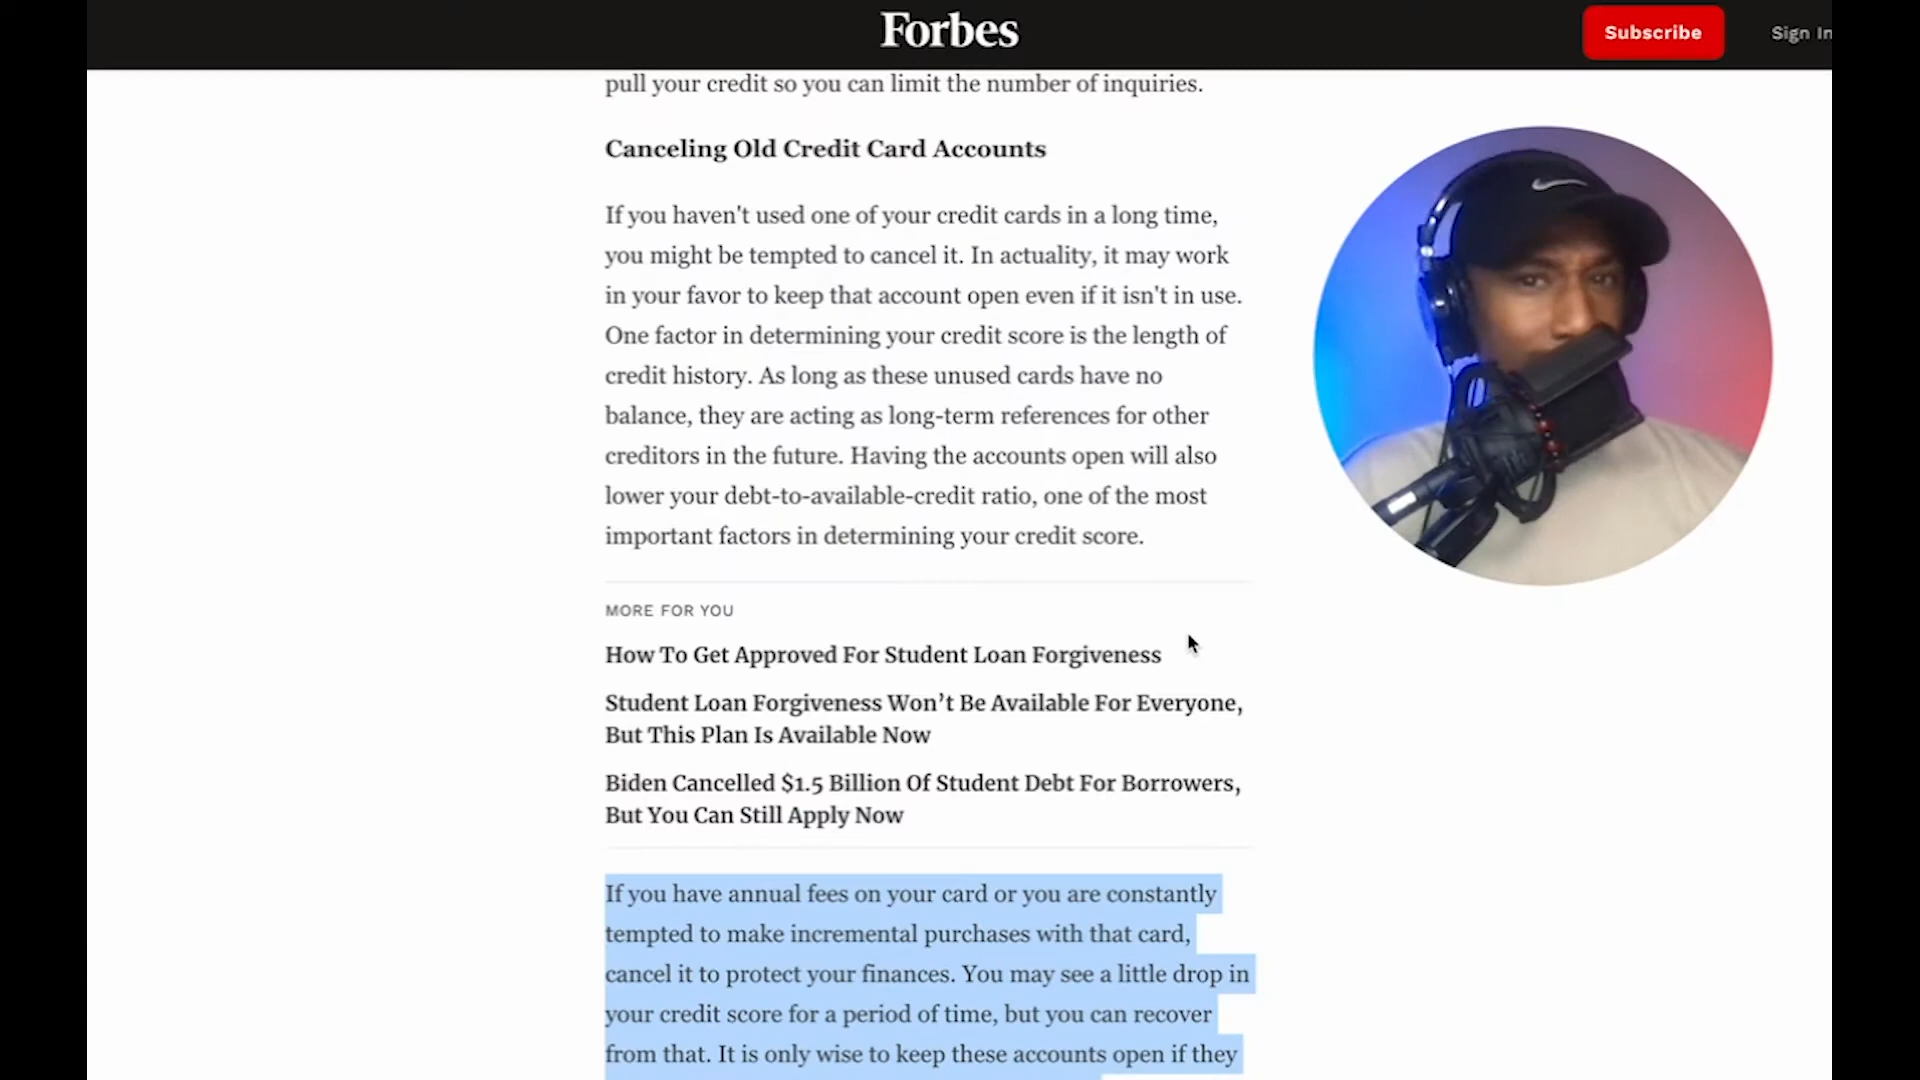 Forbes
Subscribe
Sign In
pull your credit so you can limit the number of inquiries.
Canceling Old Credit Card Accounts
If you haven't used one of your credit cards in a long time,
you might be tempted to cancel it. In actuality, it may work
in your favor to keep that account open even if it isn't in use.
One factor in determining your credit score is the length of
credit history. As long as these unused cards have no
balance, they are acting as long-term references for other
creditors in the future. Having the accounts open will also
lower your debt-to-available-credit ratio, one of the most
important factors in determining your credit score.
MORE FOR YOU
How To Get Approved For Student Loan Forgiveness
Student Loan Forgiveness Won’t Be Available For Everyone,
But This Plan Is Available Now
Biden Cancelled $1.5 Billion Of Student Debt For Borrowers,
But You Can Still Apply Now
If you have annual fees on your card or you are constantly
tempted to make incremental purchases with that card,
cancel it to protect your finances. You may see a little drop in
your credit score for a period of time, but you can recover
from that. It is only wise to keep these accounts open if they